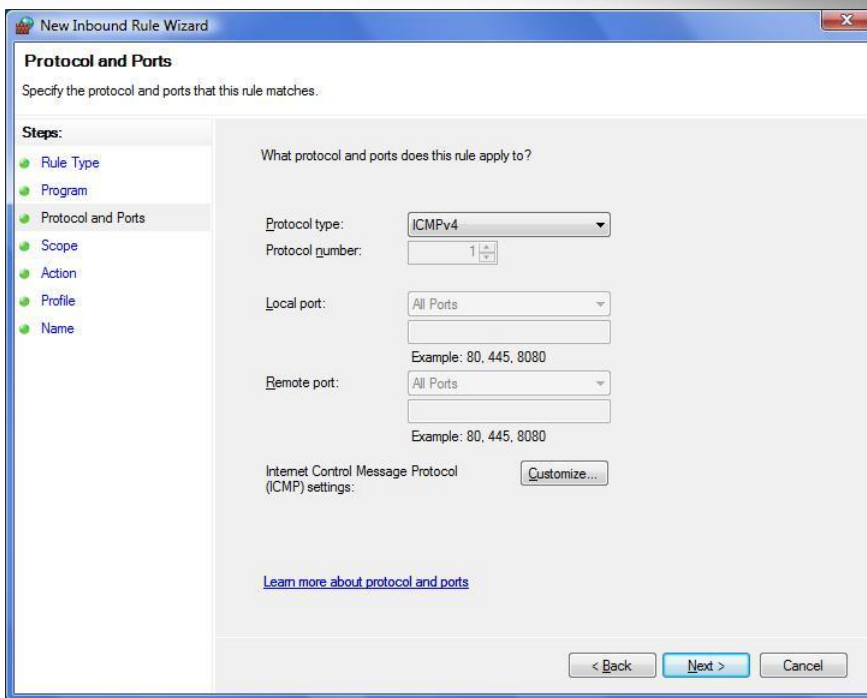 New Inbound Rule Wizard
Protocol and Ports
Specify the protocol and ports that this rule matches.
Steps:
Rule Type
Program
Protocol and Ports
Scope
Action
Profile
Name
What protocol and ports does this rule apply to?
Protocol type: ICMPv4
Protocol number: 1
Local port: All Ports
Example: 80, 445, 8080
Remote port: All Ports
Example: 80, 445, 8080
Internet Control Message Protocol
(ICMP) settings: Customize...
Learn more about protocol and ports
< Back Next > Cancel